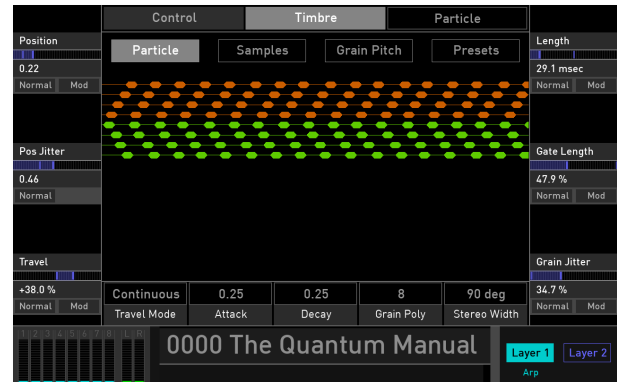 Control Timbre Particle
Position
0.22
Normal Mod
Pos Jitter
0.46
Normal
Travel
+38.0 %
Normal Mod
Particle Samples Grain Pitch Presets
Continuous 0.25 0.25 8 90 deg
Travel Mode Attack Decay Grain Poly Stereo Width
Length
29.1 msec
Normal Mod
Gate Length
47.9 %
Normal Mod
Grain Jitter
34.7 %
Normal Mod
1 2 3 4 5 6 7 8 L R
0000 The Quantum Manual
Layer 1 Layer 2
Arp